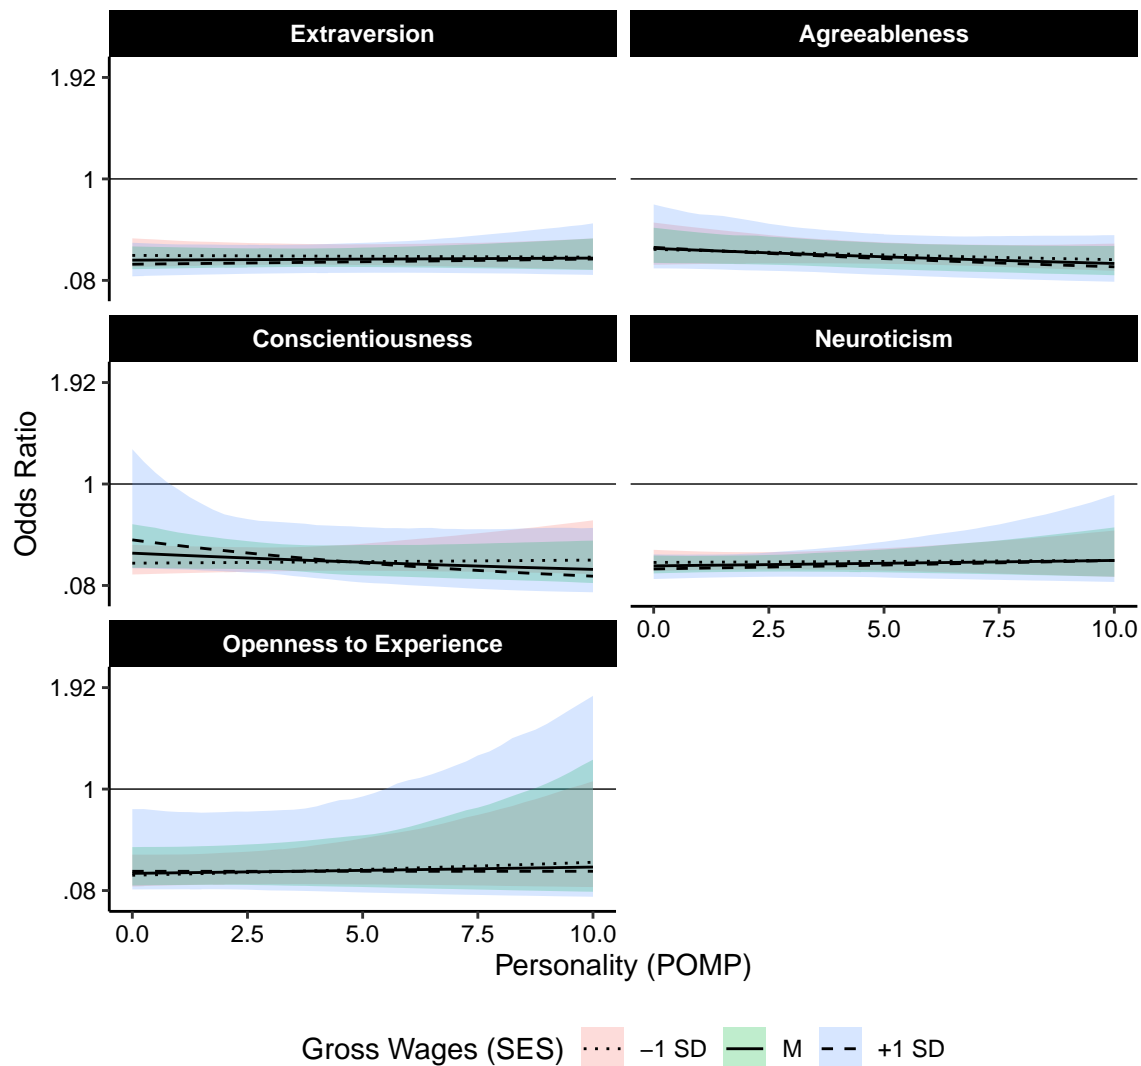 Extraversion
Agreeableness
1.92
1
.08
Conscientiousness
Neuroticism
1.92
1
.08
0.0 2.5 5.0 7.5 10.0
Openness to Experience
1.92
1
.08
0.0 2.5 5.0 7.5 10.0
Odds Ratio
Personality (POMP)
Gross Wages (SES) −1 SD M +1 SD